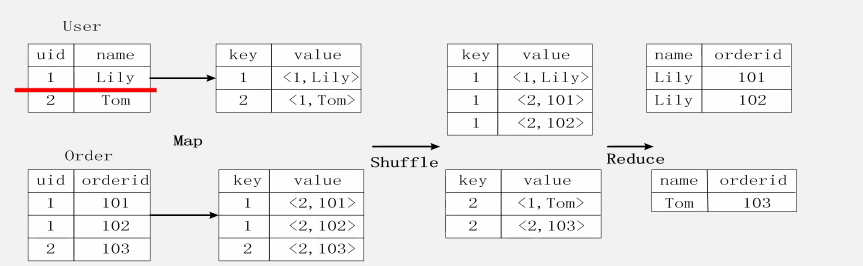 User
uid name
1 Lily
2 Tom
key value
1 <1,Lily>
2 <1,Tom>
Map
Order
uid orderid
1 101
1 102
2 103
key value
1 <2,101>
1 <2,102>
2 <2,103>
Shuffle
key value
1 <1,Lily>
1 <2,101>
1 <2,102>
key value
2 <1,Tom>
2 <2,103>
Reduce
name orderid
Lily 101
Lily 102
name orderid
Tom 103